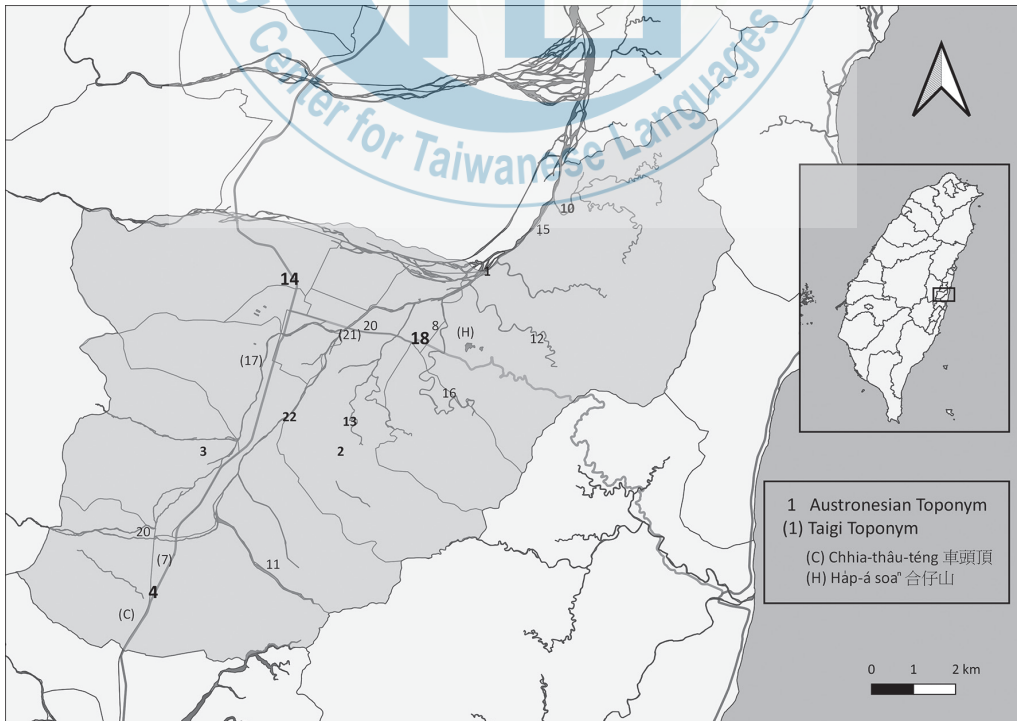 Center for Taiwanese Languages
10
15
1
14
20
8
(H)
(21)
18
12
(17)
16
22
13
3
2
20
(7)
11
4
(C)
1 Austronesian Toponym
(1) Taigi Toponym
(C) Chhia-thâu-téng 車頭頂
(H) Ha̍p-á soaⁿ 合仔山
0 1 2 km